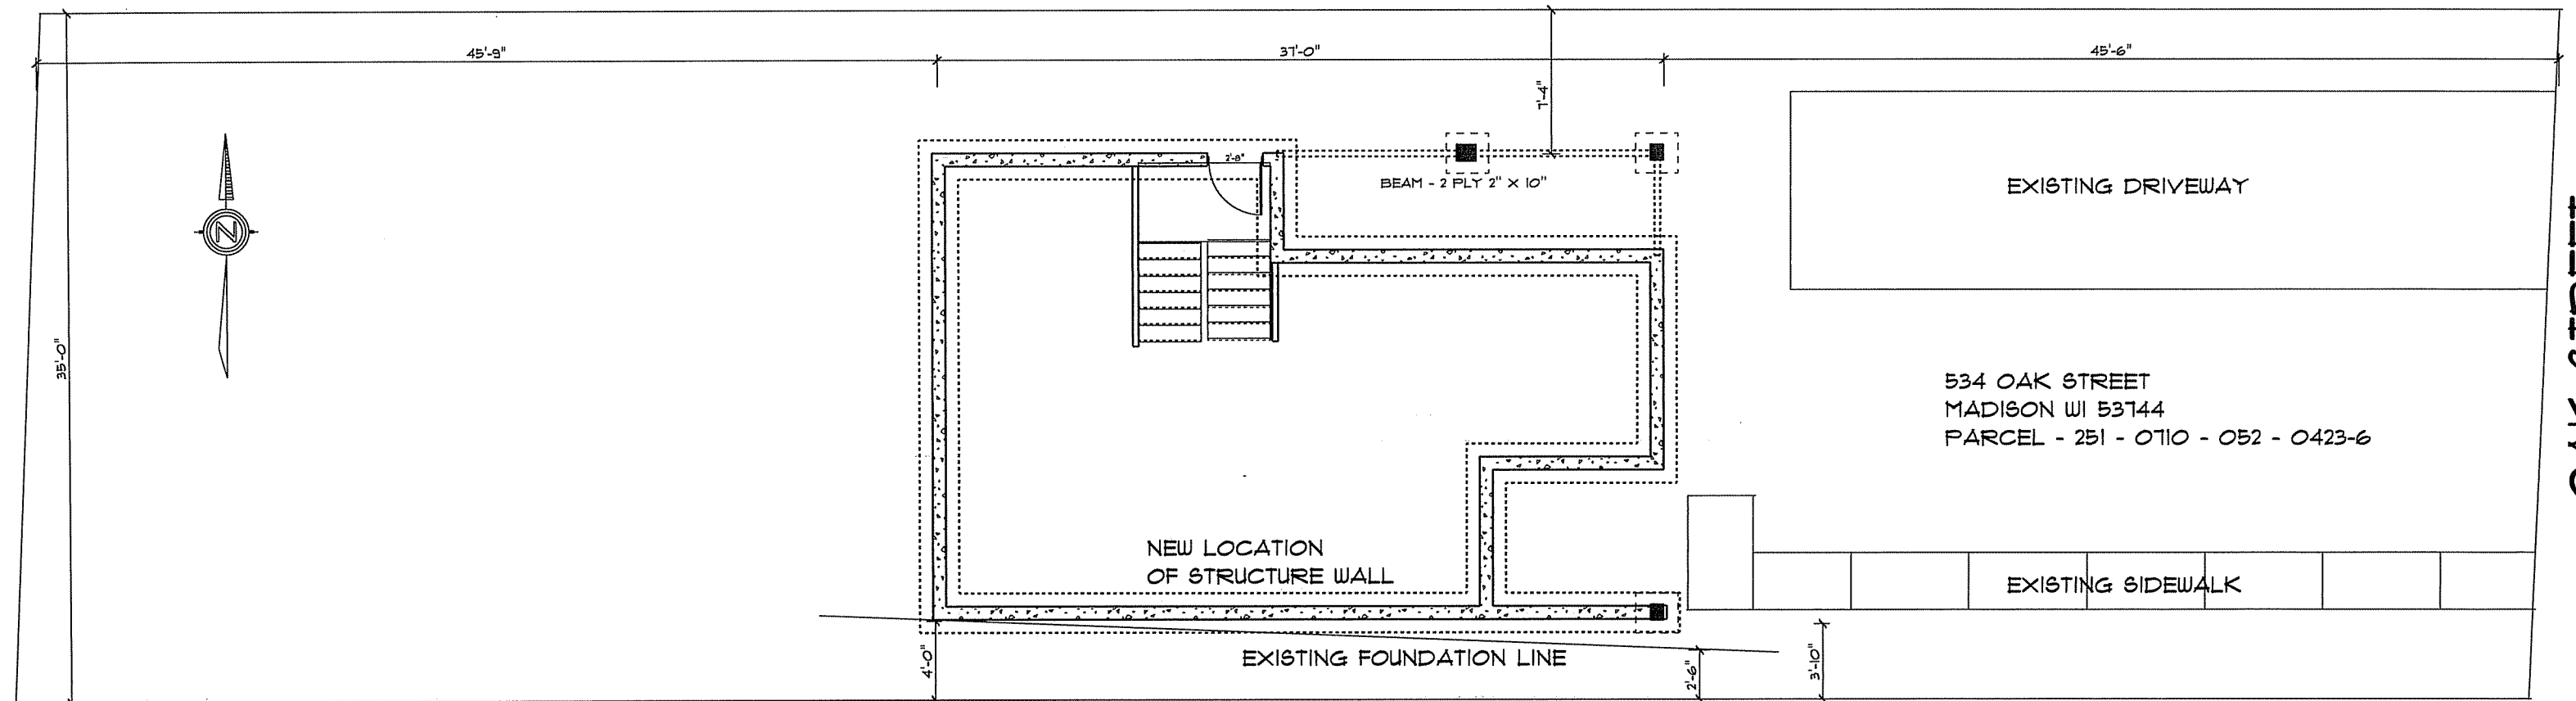 45'-9"
37'-0"
45'-6"
7'-4"
2'-8"
BEAM - 2 PLY 2" X 10"
EXISTING DRIVEWAY
N
35'-0"
534 OAK STREET
MADISON WI 53744
PARCEL - 251 - 0710 - 052 - 0423-6
NEW LOCATION
OF STRUCTURE WALL
EXISTING SIDEWALK
EXISTING FOUNDATION LINE
4'-0"
2'-6"
3'-10"
OAK STREET